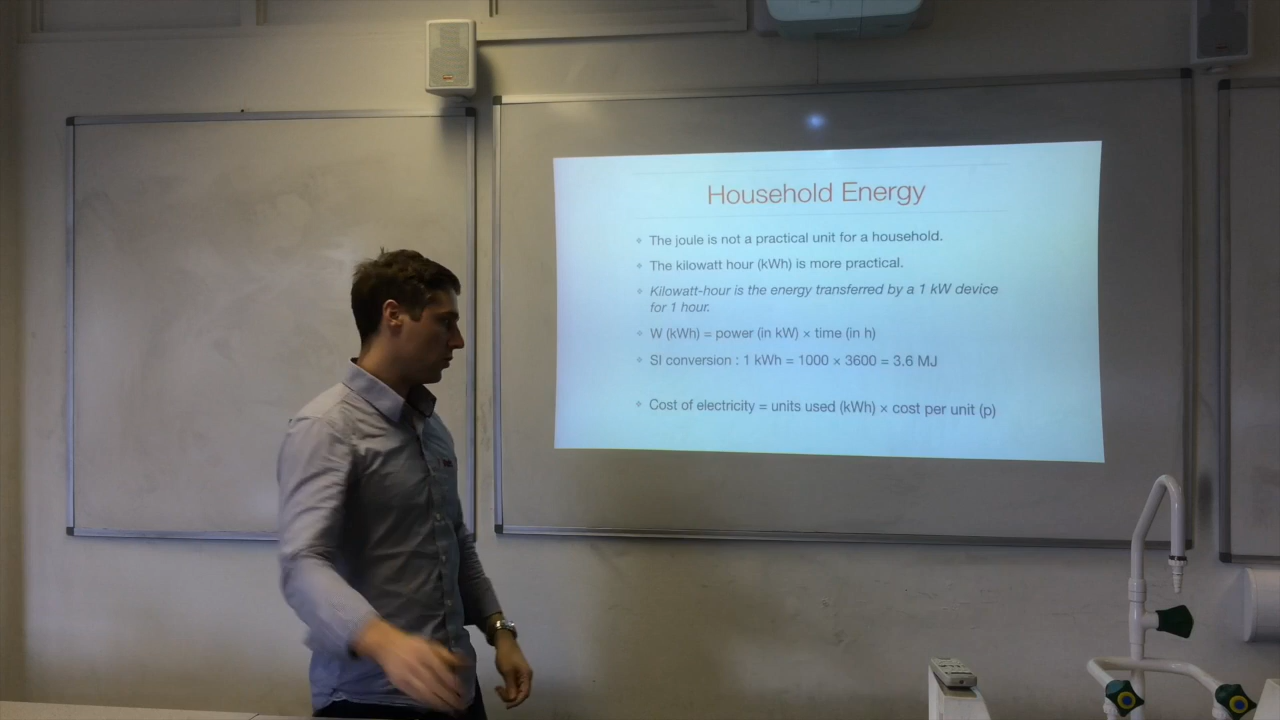 Household Energy
The joule is not a practical unit for a household.
The kilowatt hour (kWh) is more practical.
Kilowatt-hour is the energy transferred by a 1 kW device
for 1 hour.
W (kWh) = power (in kW) × time (in h)
SI conversion : 1 kWh = 1000 × 3600 = 3.6 MJ
Cost of electricity = units used (kWh) × cost per unit (p)